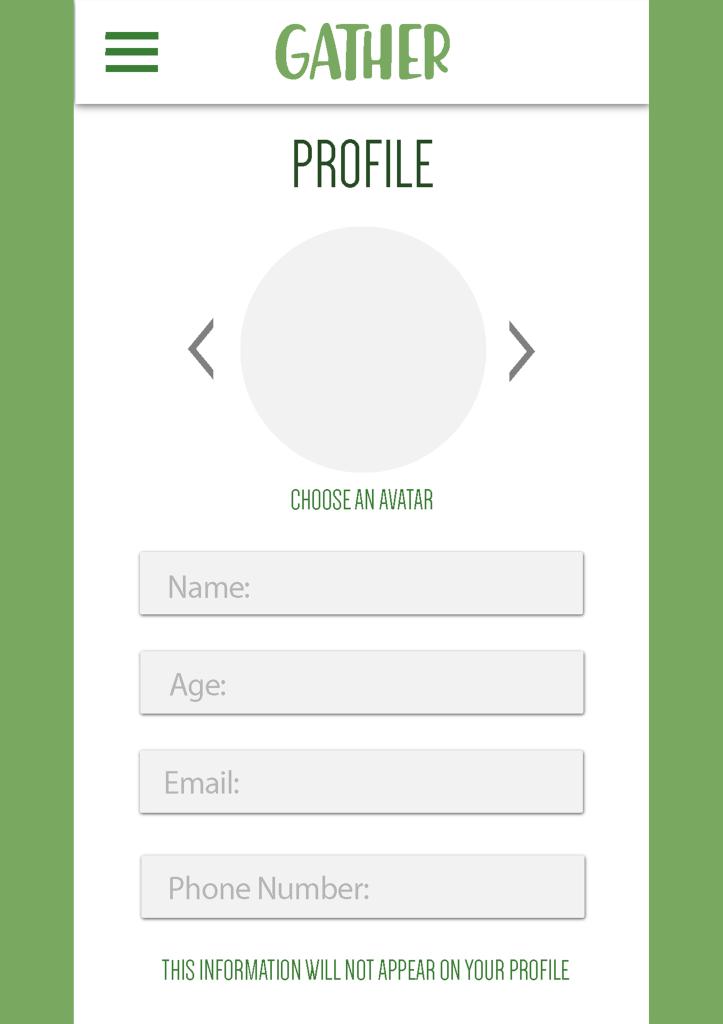 GATHER
PROFILE
CHOOSE AN AVATAR
Name:
Age:
Email:
Phone Number:
THIS INFORMATION WILL NOT APPEAR ON YOUR PROFILE